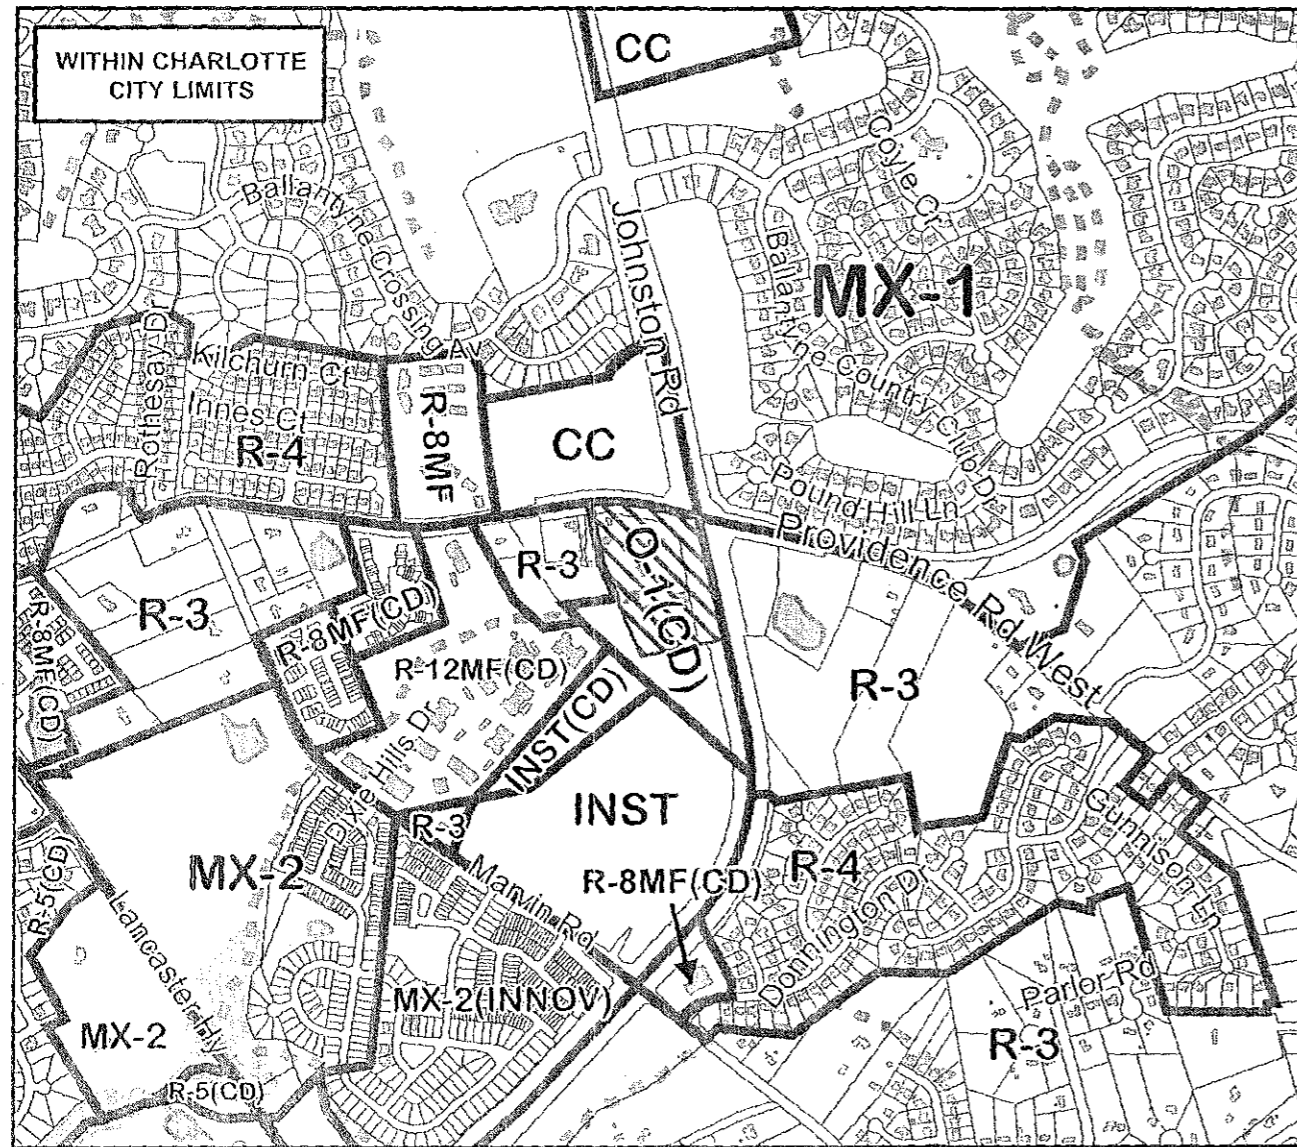 WITHIN CHARLOTTE
CITY LIMITS
CC
Coyle Cr
Ballantyne Crossing Av
Johnston Rd
Ballantyne Country Club Dr
MX-1
Rothesay Dr
Kilchurn Ct
Innes Ct
R-4
R-8MF
CC
Pound Hill Ln
Providence Rd West
R-3
O-1(CD)
R-3
R-8MF(CD)
R-8MF(CD)
R-12MF(CD)
R-3
INST(CD)
Dixie Hills Dr
INST
R-3
Marvin Rd
R-8MF(CD)
R-4
Gunnison Ln
Donnington Dr
MX-2
R-5(CD)
Lancaster Hy
MX-2(INNOV)
Parlor Rd
MX-2
R-3
R-5(CD)